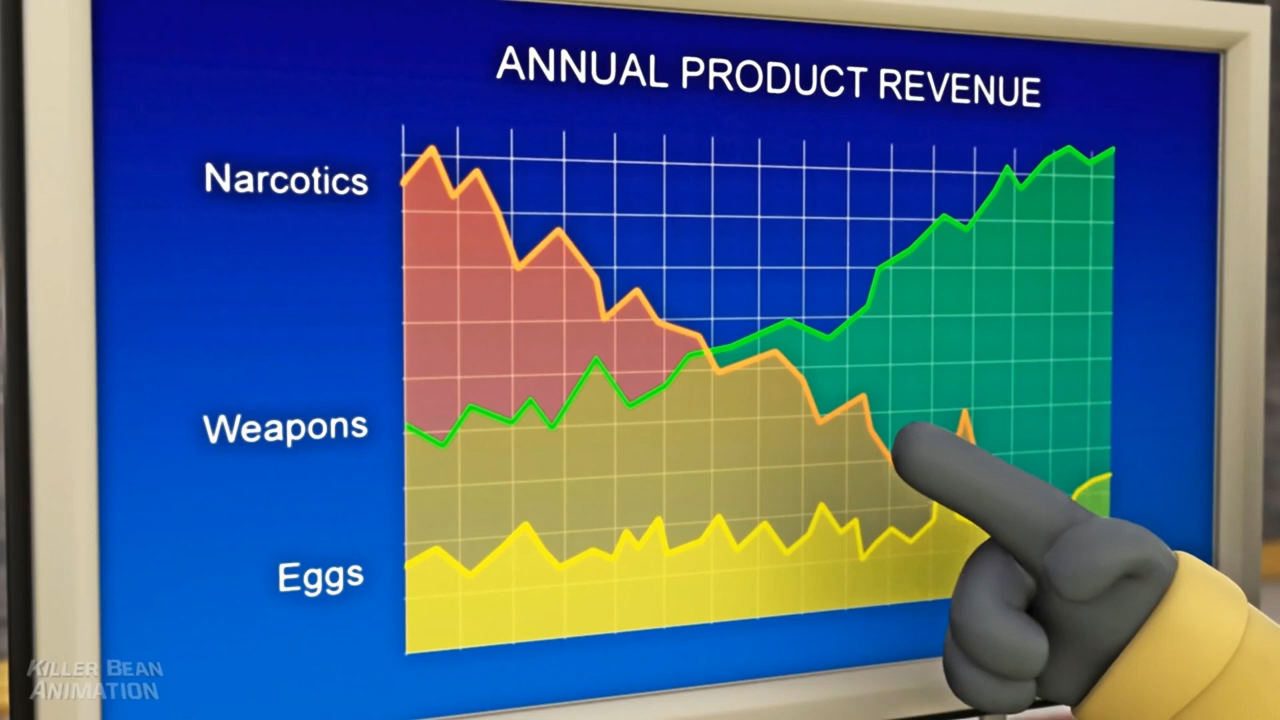 ANNUAL PRODUCT REVENUE
Narcotics
Weapons
Eggs
KILLER BEAN
ANIMATION